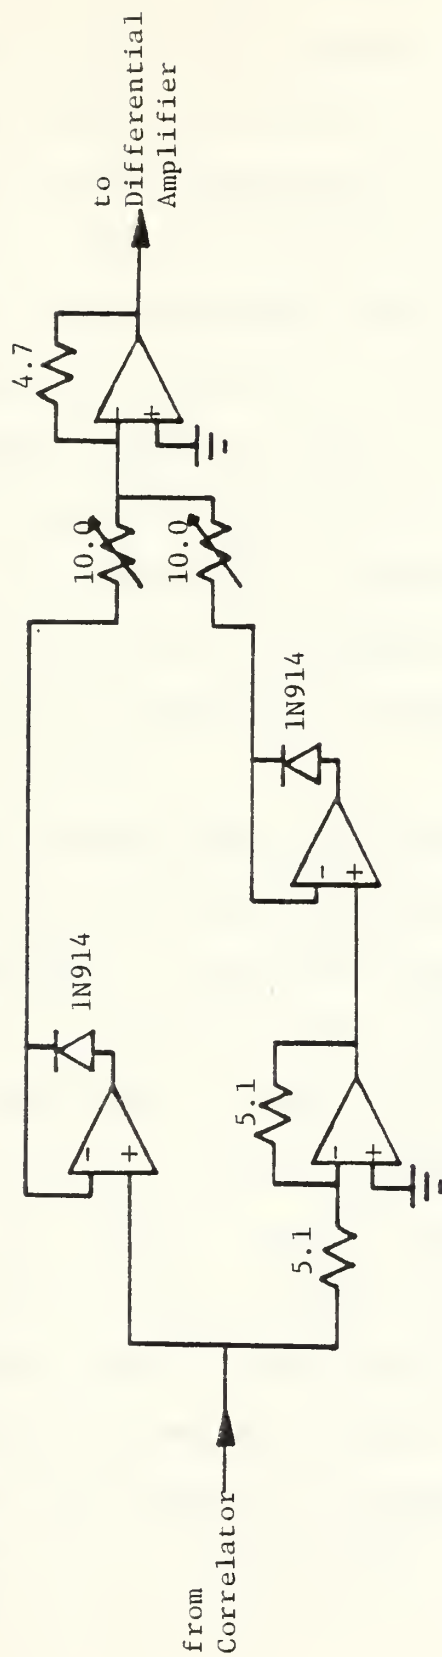 from
Correlator
1N914
5.1
5.1
1N914
10.0
10.0
4.7
to
Differential
Amplifier